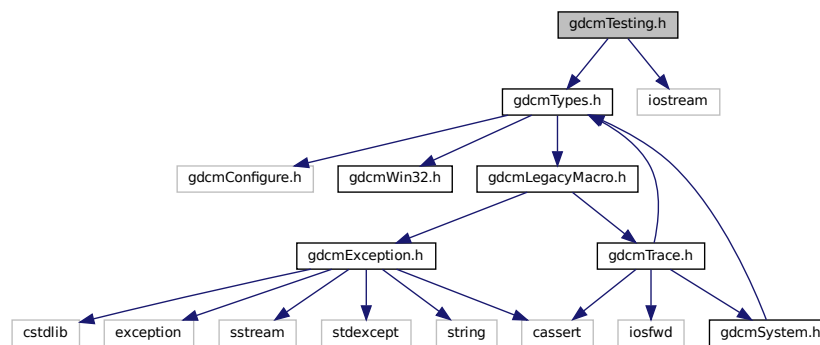 gdcmTesting.h
gdcmTypes.h
iostream
gdcmConfigure.h
gdcmWin32.h
gdcmLegacyMacro.h
gdcmException.h
gdcmTrace.h
cstdlib
exception
sstream
stdexcept
string
cassert
iosfwd
gdcmSystem.h